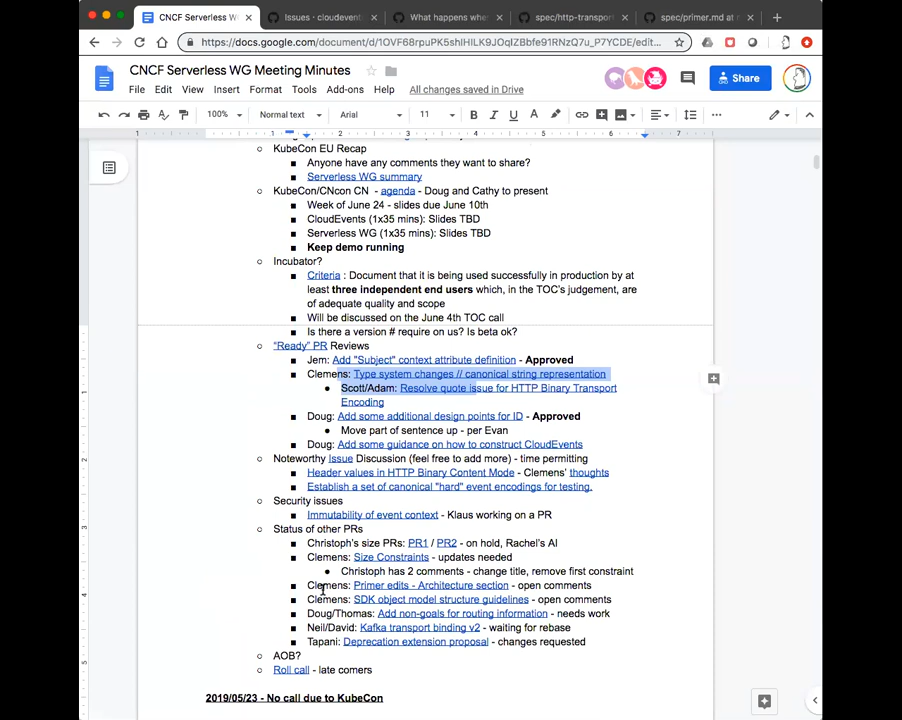 CNCF Serverless WG Meeting Min
Issues · cloudevent
What happens whe
spec/http-transport
spec/primer.md at m
https://docs.google.com/document/d/1OVF68rpuPK5shIHILK9JOqIZBbfe91RNzQ7u_P7YCDE/edit...
CNCF Serverless WG Meeting Minutes
Share
File Edit View Insert Format Tools Add-ons Help All changes saved in Drive
100% Normal text Arial 11
1 1 2 3 4 5 6 7
KubeCon EU Recap
Anyone have any comments they want to share?
Serverless WG summary
KubeCon/CNcon CN - agenda - Doug and Cathy to present
Week of June 24 - slides due June 10th
CloudEvents (1x35 mins): Slides TBD
Serverless WG (1x35 mins): Slides TBD
Keep demo running
Incubator?
Criteria : Document that it is being used successfully in production by at
least three independent end users which, in the TOC's judgement, are
of adequate quality and scope
Will be discussed on the June 4th TOC call
Is there a version # require on us? Is beta ok?
"Ready" PR Reviews
Jem: Add "Subject" context attribute definition - Approved
Clemens: Type system changes // canonical string representation
Scott/Adam: Resolve quote issue for HTTP Binary Transport
Encoding
Doug: Add some additional design points for ID - Approved
Move part of sentence up - per Evan
Doug: Add some guidance on how to construct CloudEvents
Noteworthy Issue Discussion (feel free to add more) - time permitting
Header values in HTTP Binary Content Mode - Clemens' thoughts
Establish a set of canonical "hard" event encodings for testing.
Security issues
Immutability of event context - Klaus working on a PR
Status of other PRs
Christoph's size PRs: PR1 / PR2 - on hold, Rachel's AI
Clemens: Size Constraints - updates needed
Christoph has 2 comments - change title, remove first constraint
Clemens: Primer edits - Architecture section - open comments
Clemens: SDK object model structure guidelines - open comments
Doug/Thomas: Add non-goals for routing information - needs work
Neil/David: Kafka transport binding v2 - waiting for rebase
Tapani: Deprecation extension proposal - changes requested
AOB?
Roll call - late comers
2019/05/23 - No call due to KubeCon